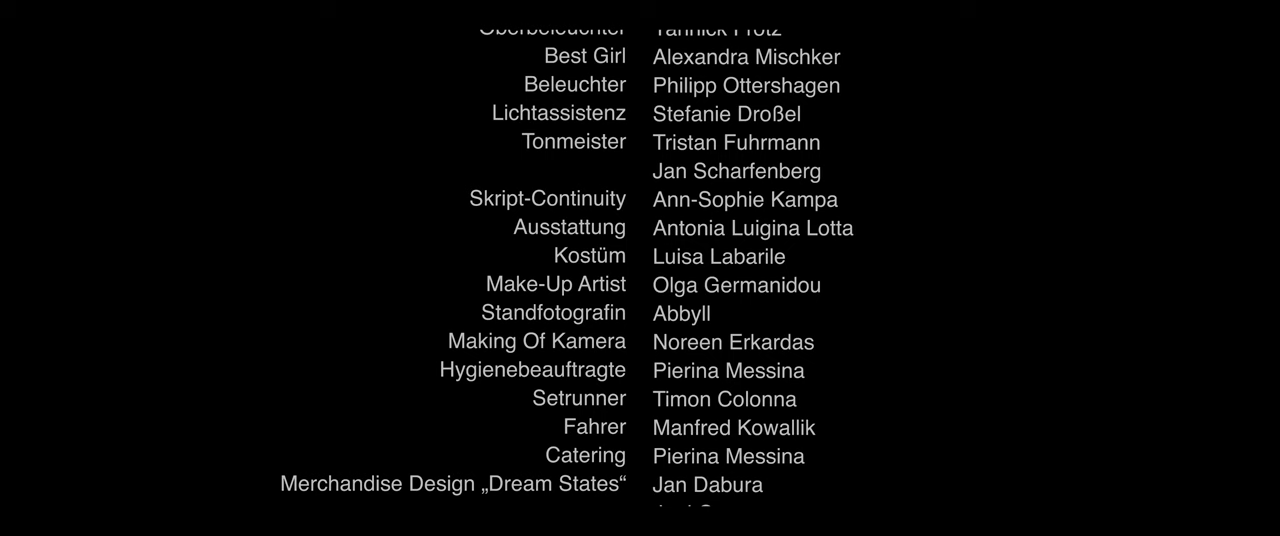 Oberbeleuchter Yannick
Best Girl Alexandra Mischker
Beleuchter Philipp Ottershagen
Lichtassistenz Stefanie Droßel
Tonmeister Tristan Fuhrmann
Jan Scharfenberg
Skript-Continuity Ann-Sophie Kampa
Ausstattung Antonia Luigina Lotta
Kostüm Luisa Labarile
Make-Up Artist Olga Germanidou
Standfotografin Abbyll
Making Of Kamera Noreen Erkardas
Hygienebeauftragte Pierina Messina
Setrunner Timon Colonna
Fahrer Manfred Kowallik
Catering Pierina Messina
Merchandise Design „Dream States“ Jan Dabura